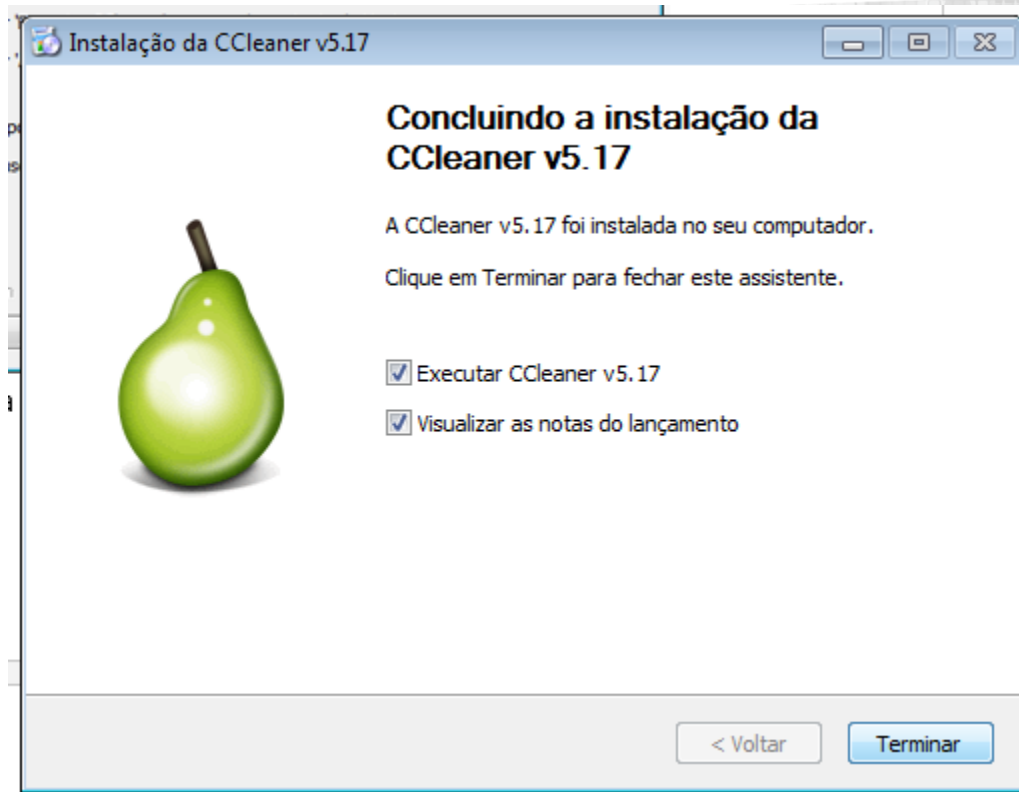 Instalação da CCleaner v5.17
Concluindo a instalação da
CCleaner v5.17
A CCleaner v5.17 foi instalada no seu computador.
Clique em Terminar para fechar este assistente.
Executar CCleaner v5.17
Visualizar as notas do lançamento
< Voltar
Terminar